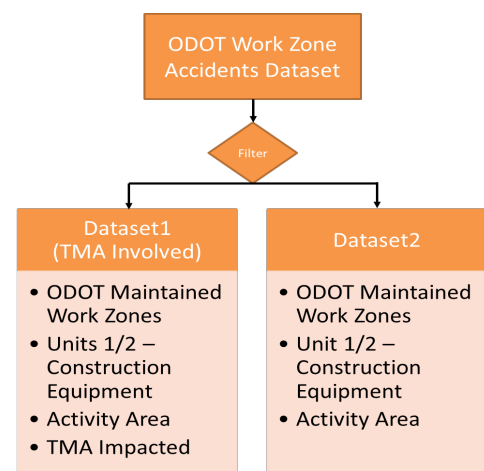 ODOT Work Zone
Accidents Dataset
Filter
Dataset1
(TMA Involved)
• ODOT Maintained
Work Zones
• Units 1/2 –
Construction
Equipment
• Activity Area
• TMA Impacted
Dataset2
• ODOT Maintained
Work Zones
• Unit 1/2 –
Construction
Equipment
• Activity Area